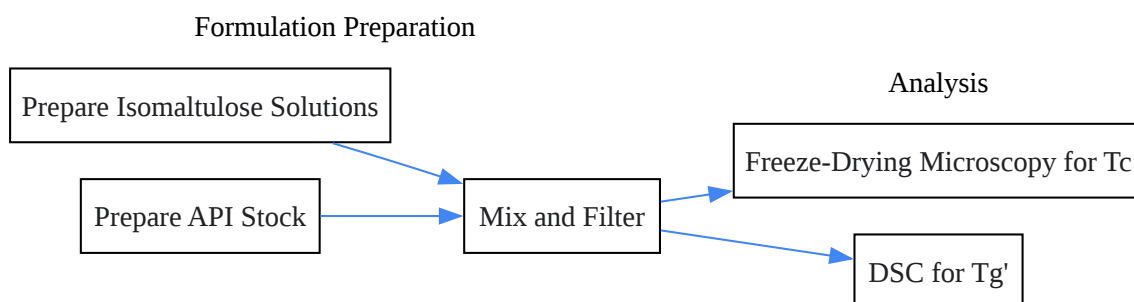 Formulation Preparation
Prepare Isomaltulose Solutions
Prepare API Stock
Mix and Filter
Analysis
Freeze-Drying Microscopy for Tc
DSC for Tg'